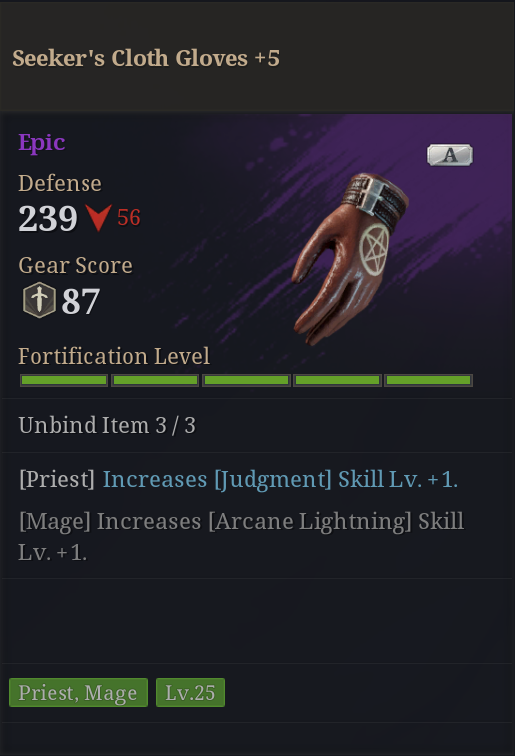 Seeker's Cloth Gloves +5
Epic
A
Defense
239 56
Gear Score
87
Fortification Level
Unbind Item 3 / 3
[Priest] Increases [Judgment] Skill Lv. +1.
[Mage] Increases [Arcane Lightning] Skill
Lv. +1.
Priest, Mage Lv.25